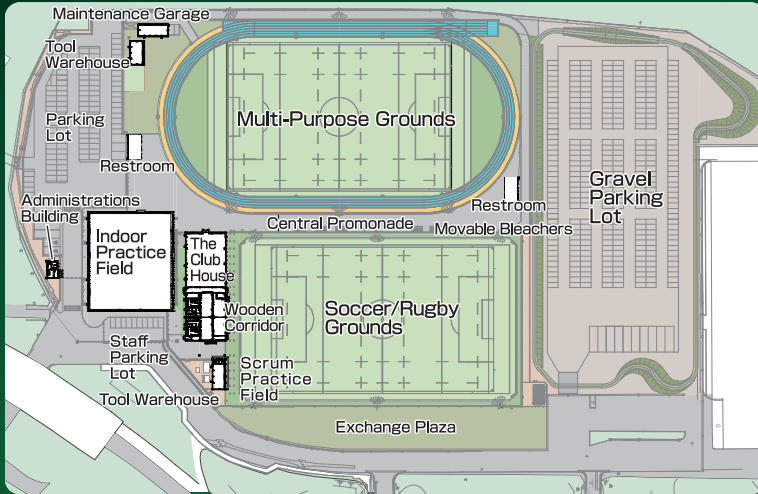 Maintenance Garage
Tool
Warehouse
Parking
Lot
Multi-Purpose Grounds
Restroom
Gravel
Parking
Lot
Administrations
Building
Restroom
Central Promonade
Movable Bleachers
Indoor
Practice
Field
The
Club
House
Wooden
Corridor
Soccer/Rugby
Grounds
Staff
Parking
Lot
Scrum
Practice
Field
Tool Warehouse
Exchange Plaza